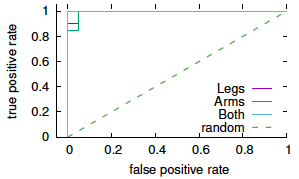 true positive rate
1
0.8
0.6
0.4
0.2
0
Legs
Arms
Both
random
0 0.2 0.4 0.6 0.8 1
false positive rate